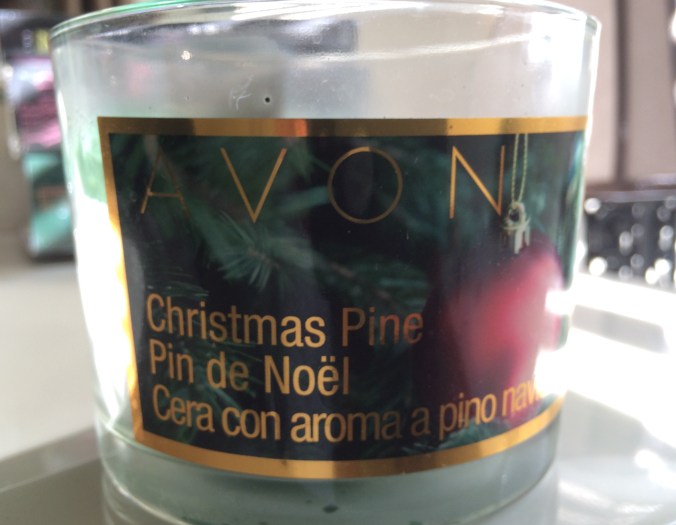 AVON
Christmas Pine
Pin de Noël
Cera con aroma a pino